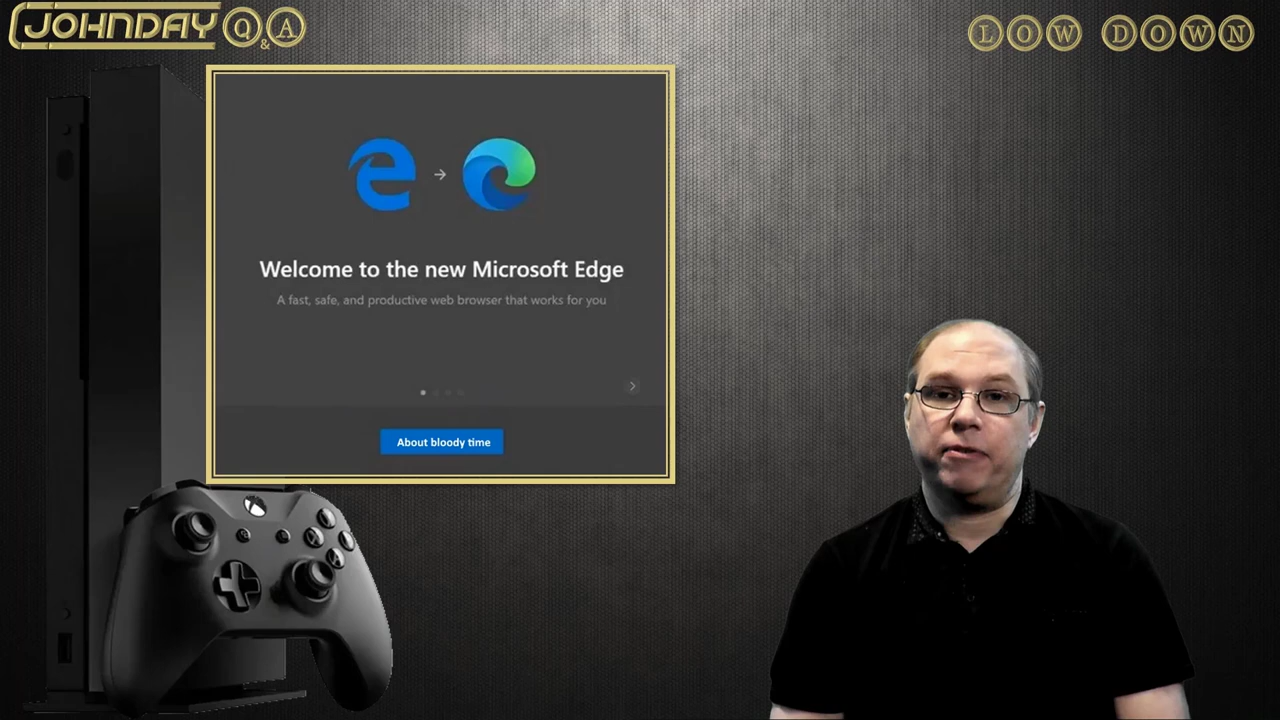 JOHNDAY Q&A
LOW DOWN
Welcome to the new Microsoft Edge
A fast, safe, and productive web browser that works for you
About bloody time